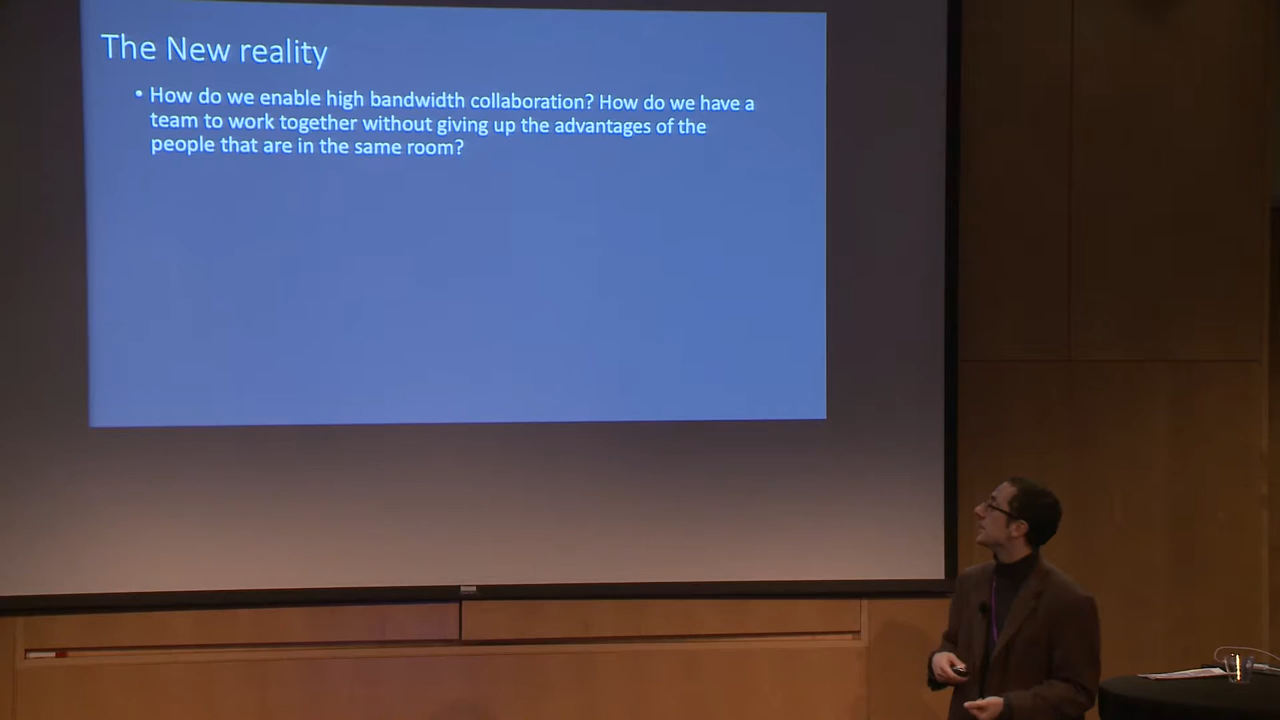 The New reality
• How do we enable high bandwidth collaboration? How do we have a
team to work together without giving up the advantages of the
people that are in the same room?